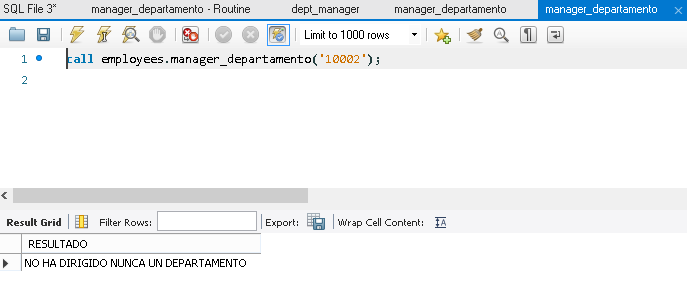 SQL File 3* manager_departamento - Routine dept_manager manager_departamento manager_departamento
Limit to 1000 rows
1 call employees.manager_departamento('10002');
2
Result Grid Filter Rows: Export: Wrap Cell Content:
RESULTADO
NO HA DIRIGIDO NUNCA UN DEPARTAMENTO